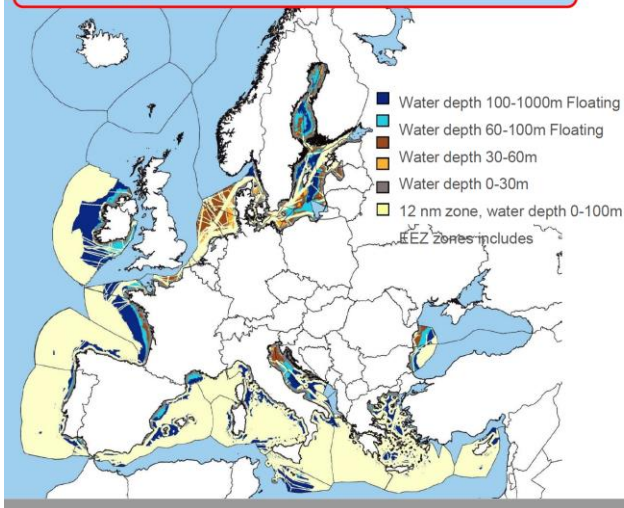 Water depth 100-1000m Floating
Water depth 60-100m Floating
Water depth 30-60m
Water depth 0-30m
12 nm zone, water depth 0-100m
EEZ zones includes